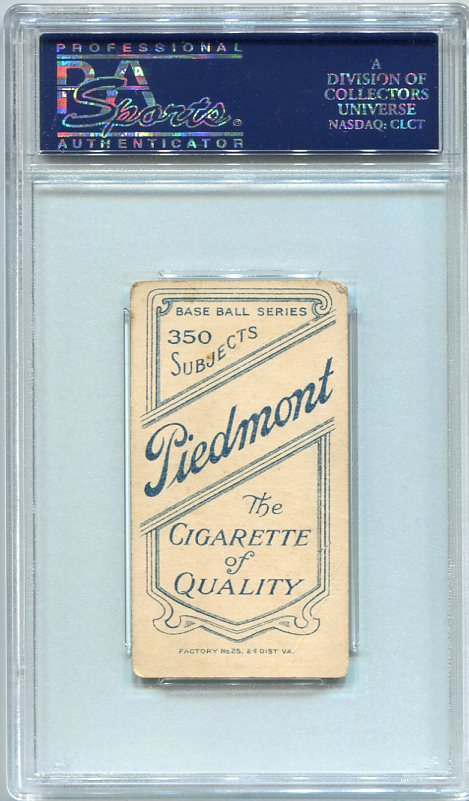 PROFESSIONAL
PSA
Sports.
AUTHENTICATOR
A
DIVISION OF
COLLECTORS
UNIVERSE
NASDAQ: CLCT
BASE BALL SERIES
350
SUBJECTS
Piedmont
The
CIGARETTE
of
QUALITY
FACTORY No 25. 2d DIST VA.